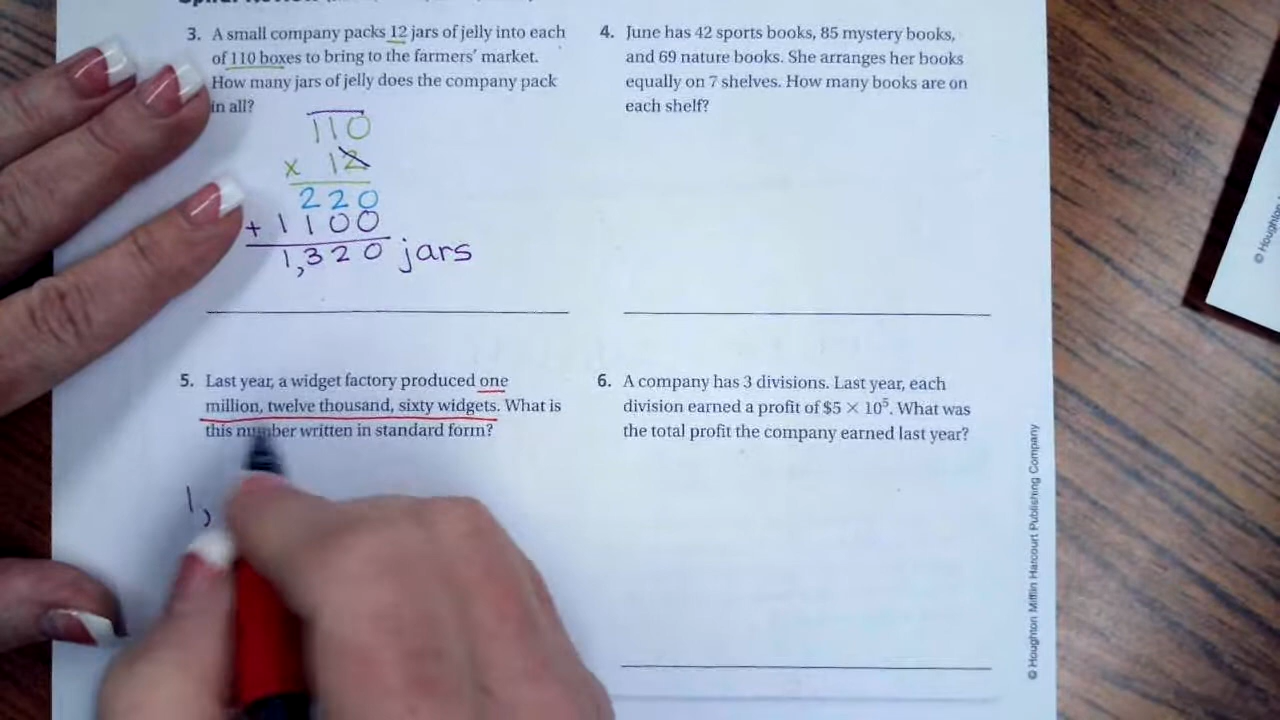 3. A small company packs 12 jars of jelly into each
of 110 boxes to bring to the farmers' market.
How many jars of jelly does the company pack
in all?
110
x 12
220
+ 1100
1,320 jars
4. June has 42 sports books, 85 mystery books,
and 69 nature books. She arranges her books
equally on 7 shelves. How many books are on
each shelf?
5. Last year, a widget factory produced one
million, twelve thousand, sixty widgets. What is
this number written in standard form?
1,
6. A company has 3 divisions. Last year, each
division earned a profit of $5 × 10⁵. What was
the total profit the company earned last year?
© Houghton Mifflin Harcourt Publishing Company
© Houghton